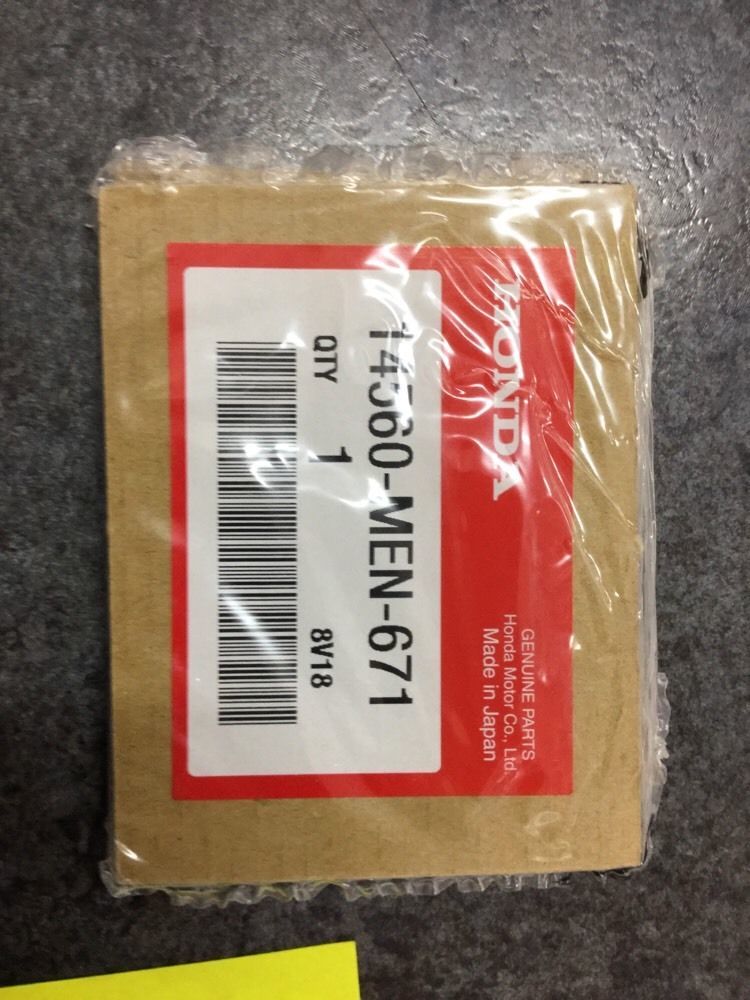 HONDA
GENUINE PARTS
Honda Motor Co., Ltd.
Made in Japan
14560-MEN-671
QTY 1 8V18